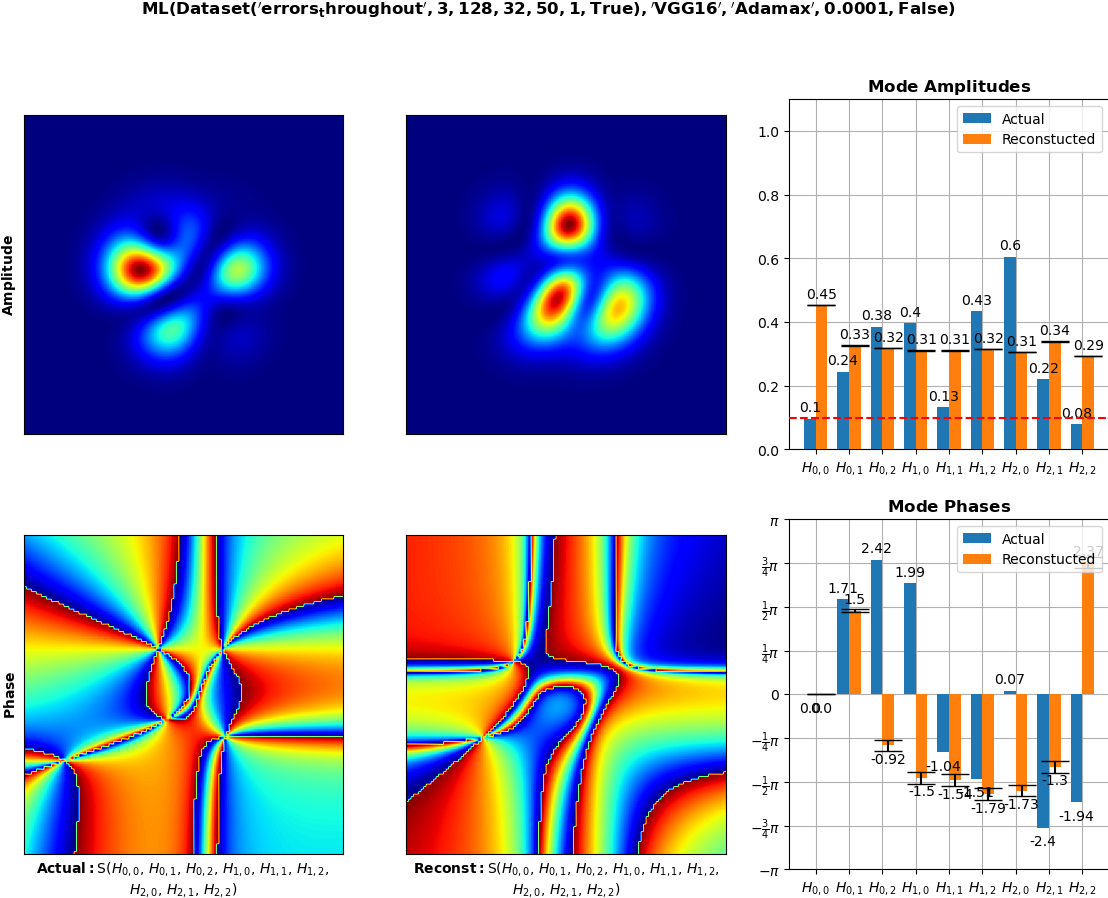 ML(Dataset('errors_throughout', 3, 128, 32, 50, 1, True), 'VGG16', 'Adamax', 0.0001, False)
Amplitude
Mode Amplitudes
Actual
Reconstucted
1.0
0.8
0.6
0.4
0.2
0.0
0.1
0.45
0.24
0.33
0.38
0.32
0.4
0.31
0.13
0.31
0.43
0.32
0.6
0.31
0.22
0.34
0.08
0.29
H0,0 H0,1 H0,2 H1,0 H1,1 H1,2 H2,0 H2,1 H2,2
Phase
Actual:S(H0,0, H0,1, H0,2, H1,0, H1,1, H1,2,
H2,0, H2,1, H2,2)
Reconst:S(H0,0, H0,1, H0,2, H1,0, H1,1, H1,2,
H2,0, H2,1, H2,2)
Mode Phases
Actual
Reconstucted
π
3/4π
1/2π
1/4π
0
−1/4π
−1/2π
−3/4π
−π
0.0
0.0
1.71
1.5
2.42
-0.92
1.99
-1.5
-1.04
-1.54
-1.51
-1.79
0.07
-1.73
-2.4
-1.3
-1.94
2.37
H0,0 H0,1 H0,2 H1,0 H1,1 H1,2 H2,0 H2,1 H2,2